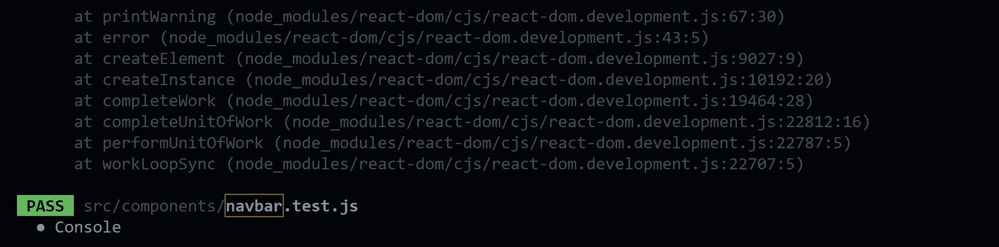 at printWarning (node_modules/react-dom/cjs/react-dom.development.js:67:30)
at error (node_modules/react-dom/cjs/react-dom.development.js:43:5)
at createElement (node_modules/react-dom/cjs/react-dom.development.js:9027:9)
at createInstance (node_modules/react-dom/cjs/react-dom.development.js:10192:20)
at completeWork (node_modules/react-dom/cjs/react-dom.development.js:19464:28)
at completeUnitOfWork (node_modules/react-dom/cjs/react-dom.development.js:22812:16)
at performUnitOfWork (node_modules/react-dom/cjs/react-dom.development.js:22787:5)
at workLoopSync (node_modules/react-dom/cjs/react-dom.development.js:22707:5)
PASS src/components/navbar.test.js
● Console